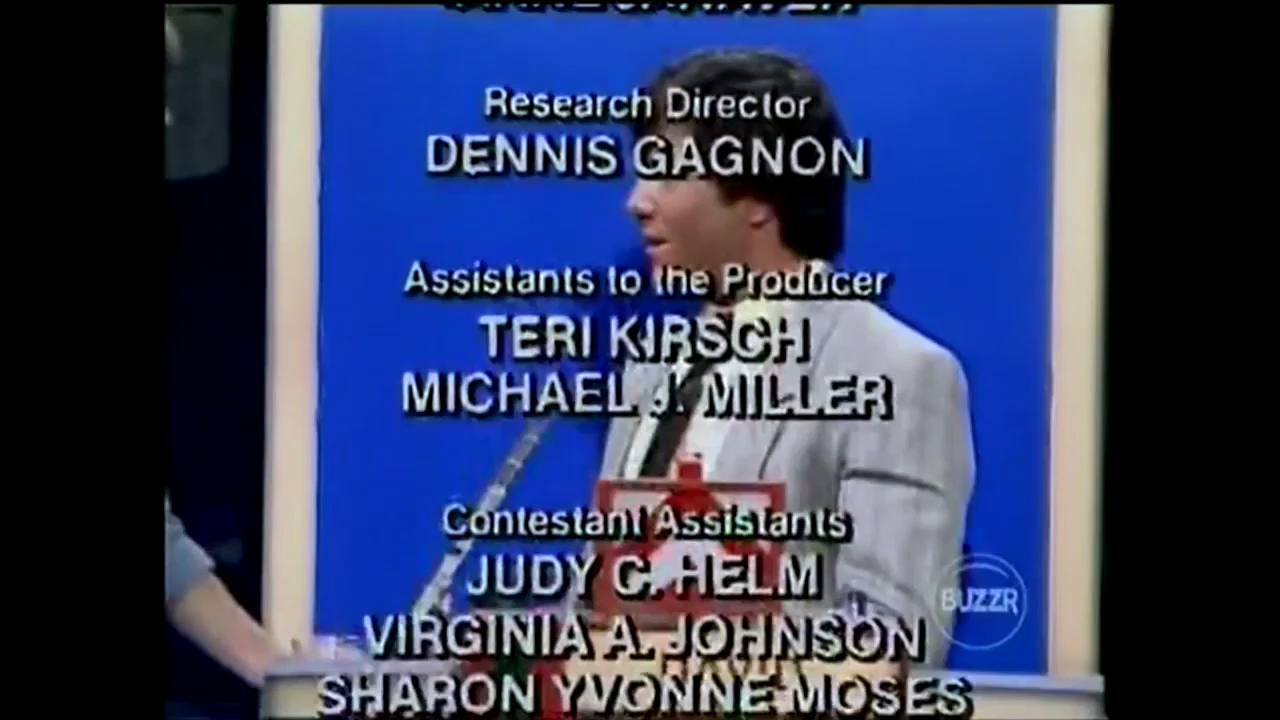 Research Director
DENNIS GAGNON
Assistants to the Producer
TERI KIRSCH
MICHAEL J. MILLER
Contestant Assistants
JUDY C. HELM
BUZZR
VIRGINIA A. JOHNSON
SHARON YVONNE MOSES